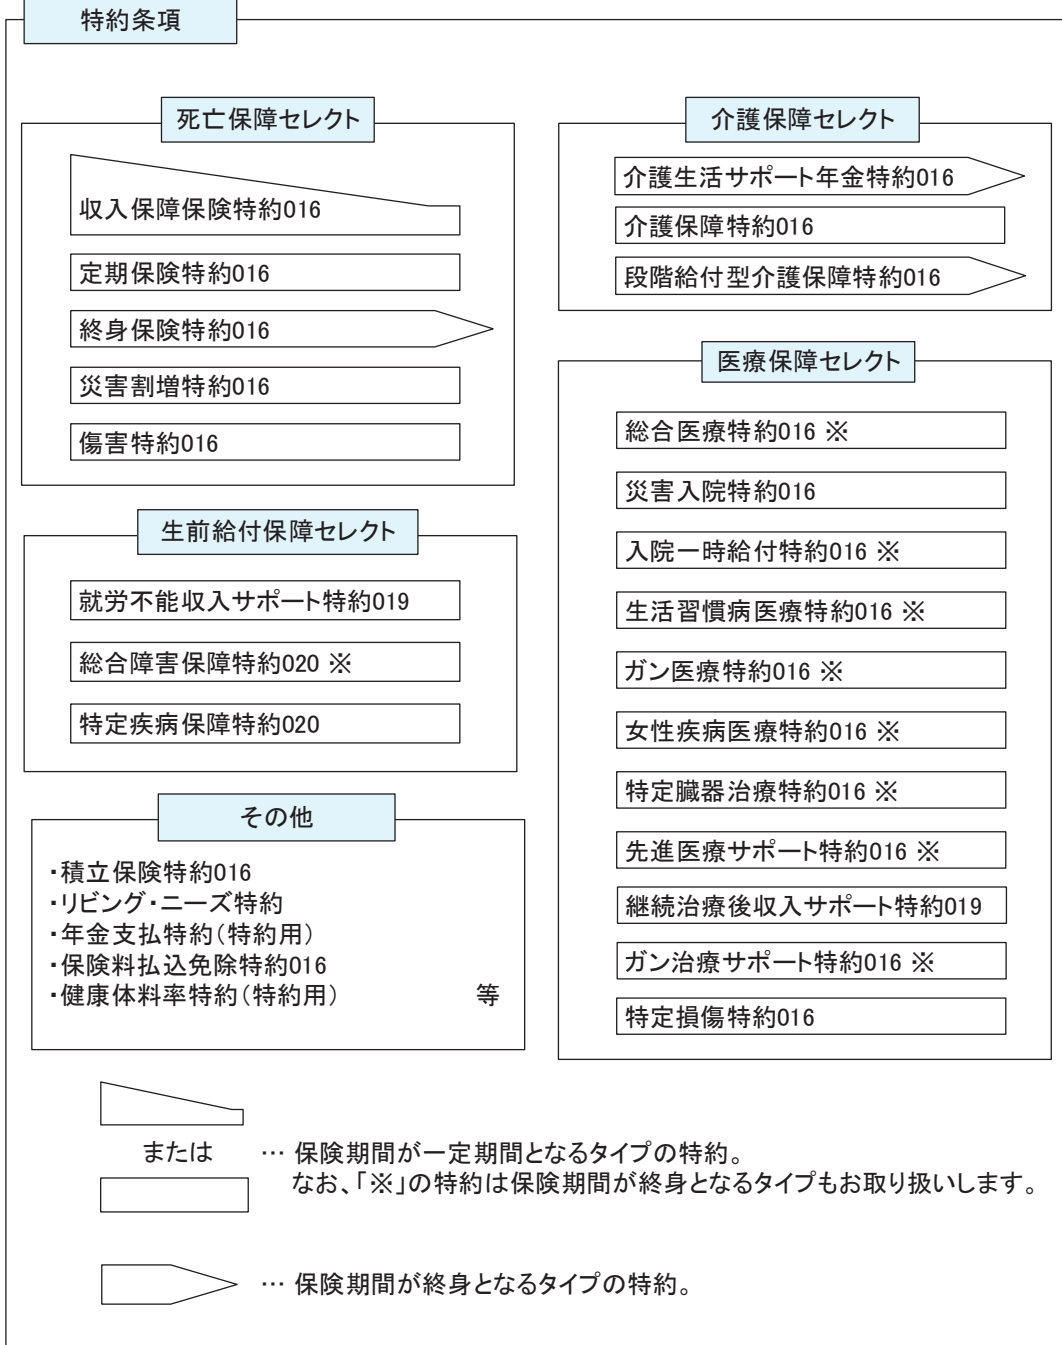 特約条項
死亡保障セレクト
収入保障保険特約016
定期保険特約016
終身保険特約016
災害割増特約016
傷害特約016
生前給付保障セレクト
就労不能収入サポート特約019
総合障害保障特約020 ※
特定疾病保障特約020
その他
・積立保険特約016
・リビング・ニーズ特約
・年金支払特約(特約用)
・保険料払込免除特約016
・健康体料率特約(特約用) 等
介護保障セレクト
介護生活サポート年金特約016
介護保障特約016
段階給付型介護保障特約016
医療保障セレクト
総合医療特約016 ※
災害入院特約016
入院一時給付特約016 ※
生活習慣病医療特約016 ※
ガン医療特約016 ※
女性疾病医療特約016 ※
特定臓器治療特約016 ※
先進医療サポート特約016 ※
継続治療後収入サポート特約019
ガン治療サポート特約016 ※
特定損傷特約016
または … 保険期間が一定期間となるタイプの特約。
なお、「※」の特約は保険期間が終身となるタイプもお取り扱いします。
… 保険期間が終身となるタイプの特約。